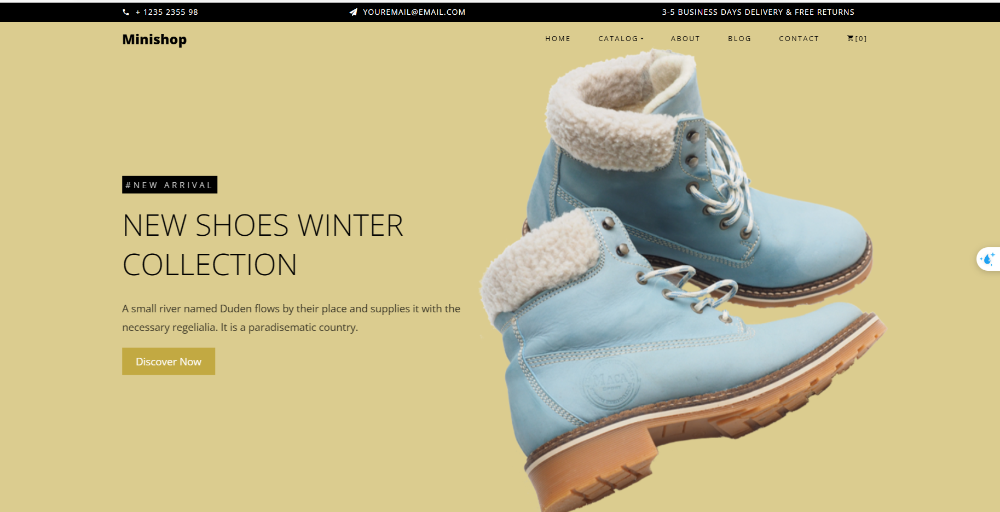 + 1235 2355 98
YOUREMAIL@EMAIL.COM
3-5 BUSINESS DAYS DELIVERY & FREE RETURNS
Minishop
HOME
CATALOG
ABOUT
BLOG
CONTACT
[0]
#NEW ARRIVAL
NEW SHOES WINTER
COLLECTION
A small river named Duden flows by their place and supplies it with the
necessary regelialia. It is a paradisematic country.
Discover Now
MACA